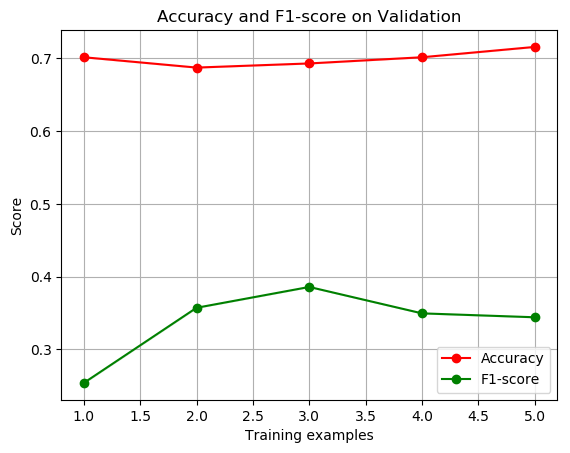 Accuracy and F1-score on Validation
Score
0.7
0.6
0.5
0.4
0.3
Accuracy
F1-score
1.0 1.5 2.0 2.5 3.0 3.5 4.0 4.5 5.0
Training examples